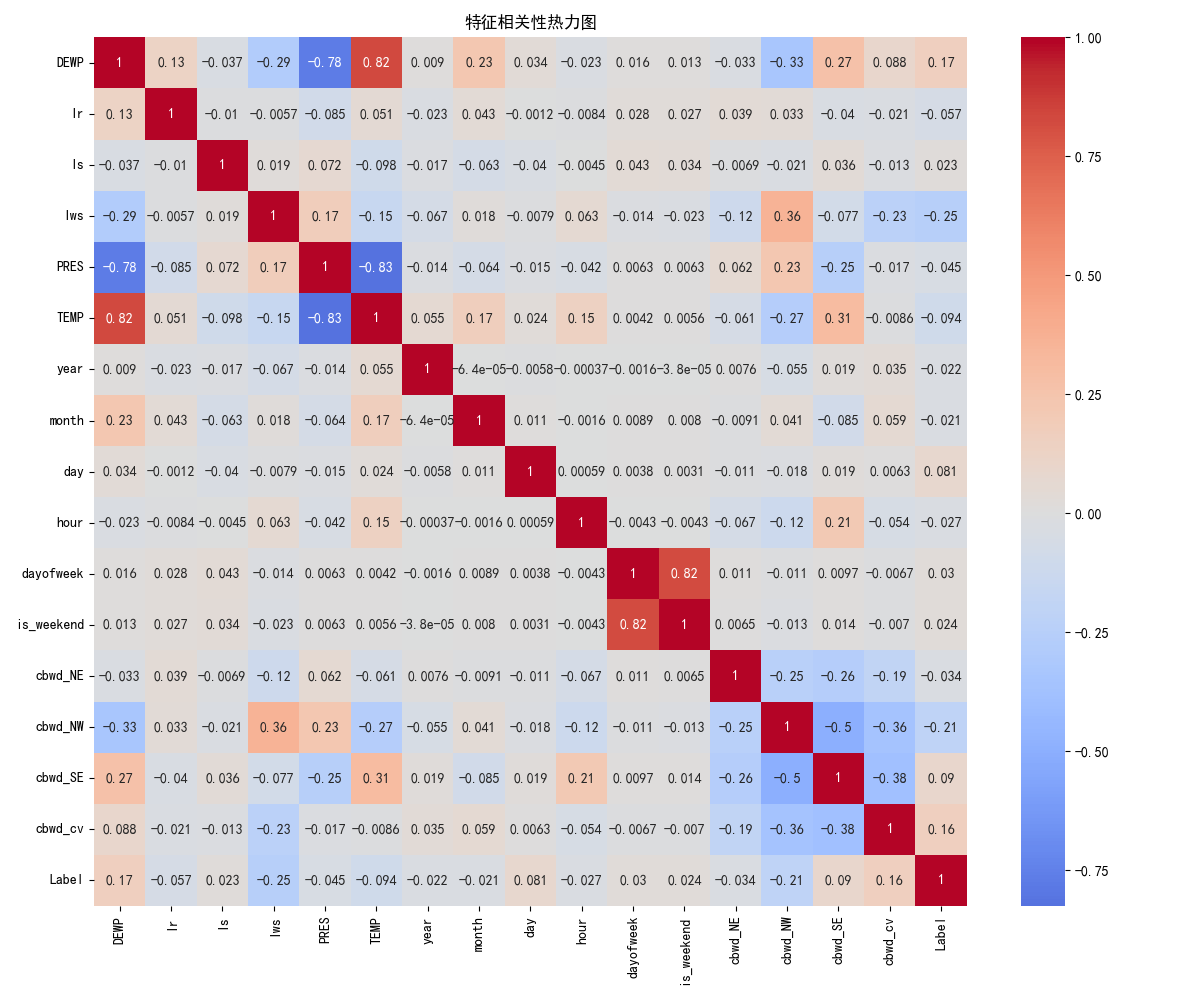 特征相关性热力图
DEWP 1 0.13 -0.037 -0.29 -0.78 0.82 0.009 0.23 0.034 -0.023 0.016 0.013 -0.033 -0.33 0.27 0.088 0.17
Ir 0.13 1 -0.01 -0.0057 -0.085 0.051 -0.023 0.043 -0.0012 -0.0084 0.028 0.027 0.039 0.033 -0.04 -0.021 -0.057
Is -0.037 -0.01 1 0.019 0.072 -0.098 -0.017 -0.063 -0.04 -0.0045 0.043 0.034 -0.0069 -0.021 0.036 -0.013 0.023
Iws -0.29 -0.0057 0.019 1 0.17 -0.15 -0.067 0.018 -0.0079 0.063 -0.014 -0.023 -0.12 0.36 -0.077 -0.23 -0.25
PRES -0.78 -0.085 0.072 0.17 1 -0.83 -0.014 -0.064 -0.015 -0.042 0.0063 0.0063 0.062 0.23 -0.25 -0.017 -0.045
TEMP 0.82 0.051 -0.098 -0.15 -0.83 1 0.055 0.17 0.024 0.15 0.0042 0.0056 -0.061 -0.27 0.31 -0.0086 -0.094
year 0.009 -0.023 -0.017 -0.067 -0.014 0.055 1 -6.4e-05 -0.0058 -0.00037 -0.0016 -3.8e-05 0.0076 -0.055 0.019 0.035 -0.022
month 0.23 0.043 -0.063 0.018 -0.064 0.17 -6.4e-05 1 0.011 -0.0016 0.0089 0.008 -0.0091 0.041 -0.085 0.059 -0.021
day 0.034 -0.0012 -0.04 -0.0079 -0.015 0.024 -0.0058 0.011 1 0.00059 0.0038 0.0031 -0.011 -0.018 0.019 0.0063 0.081
hour -0.023 -0.0084 -0.0045 0.063 -0.042 0.15 -0.00037 -0.0016 0.00059 1 -0.0043 -0.0043 -0.067 -0.12 0.21 -0.054 -0.027
dayofweek 0.016 0.028 0.043 -0.014 0.0063 0.0042 -0.0016 0.0089 0.0038 -0.0043 1 0.82 0.011 -0.011 0.0097 -0.0067 0.03
is_weekend 0.013 0.027 0.034 -0.023 0.0063 0.0056 -3.8e-05 0.008 0.0031 -0.0043 0.82 1 0.0065 -0.013 0.014 -0.007 0.024
cbwd_NE -0.033 0.039 -0.0069 -0.12 0.062 -0.061 0.0076 -0.0091 -0.011 -0.067 0.011 0.0065 1 -0.25 -0.26 -0.19 -0.034
cbwd_NW -0.33 0.033 -0.021 0.36 0.23 -0.27 -0.055 0.041 -0.018 -0.12 -0.011 -0.013 -0.25 1 -0.5 -0.36 -0.21
cbwd_SE 0.27 -0.04 0.036 -0.077 -0.25 0.31 0.019 -0.085 0.019 0.21 0.0097 0.014 -0.26 -0.5 1 -0.38 0.09
cbwd_cv 0.088 -0.021 -0.013 -0.23 -0.017 -0.0086 0.035 0.059 0.0063 -0.054 -0.0067 -0.007 -0.19 -0.36 -0.38 1 0.16
Label 0.17 -0.057 0.023 -0.25 -0.045 -0.094 -0.022 -0.021 0.081 -0.027 0.03 0.024 -0.034 -0.21 0.09 0.16 1
DEWP Ir Is Iws PRES TEMP year month day hour dayofweek is_weekend cbwd_NE cbwd_NW cbwd_SE cbwd_cv Label
1.00
0.75
0.50
0.25
0.00
-0.25
-0.50
-0.75